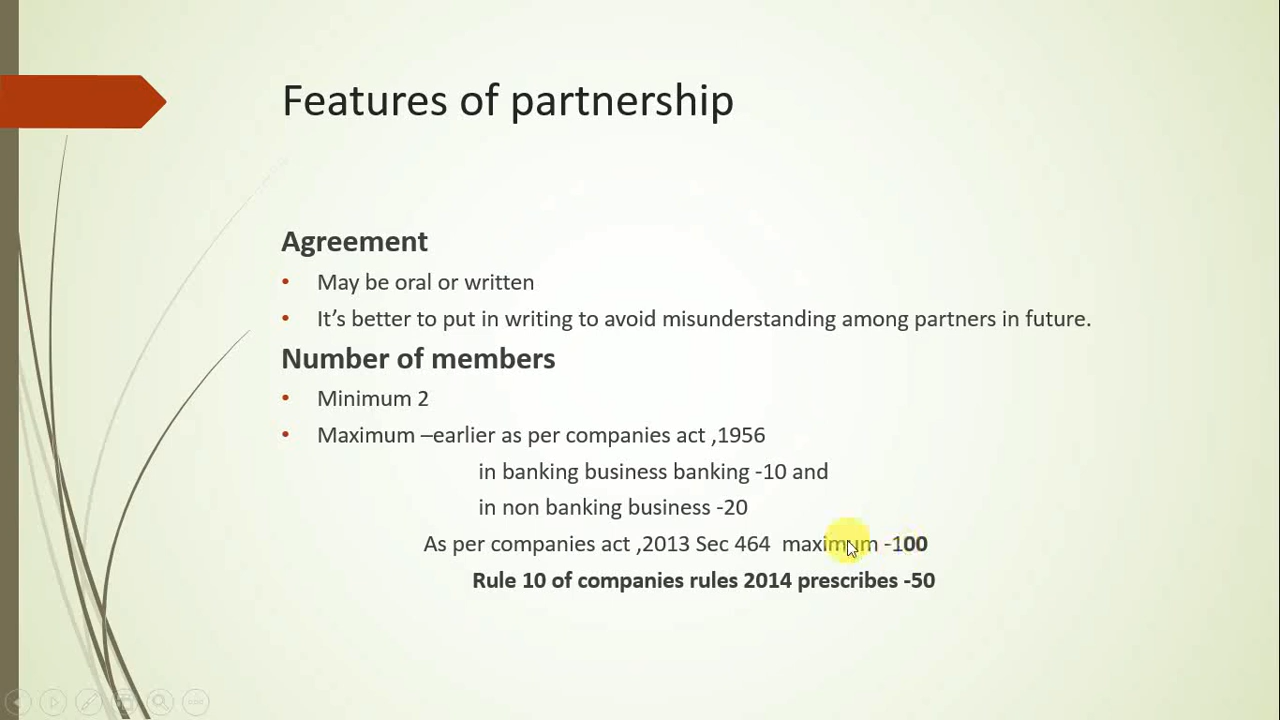 Features of partnership
Agreement
• May be oral or written
• It’s better to put in writing to avoid misunderstanding among partners in future.
Number of members
• Minimum 2
• Maximum –earlier as per companies act ,1956
in banking business banking -10 and
in non banking business -20
As per companies act ,2013 Sec 464 maximum -100
Rule 10 of companies rules 2014 prescribes -50